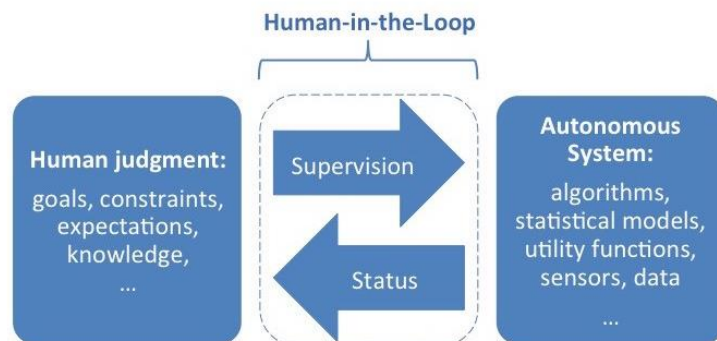 Human-in-the-Loop
Human judgment:
goals, constraints,
expectations,
knowledge,
...
Supervision
Status
Autonomous
System:
algorithms,
statistical models,
utility functions,
sensors, data
...